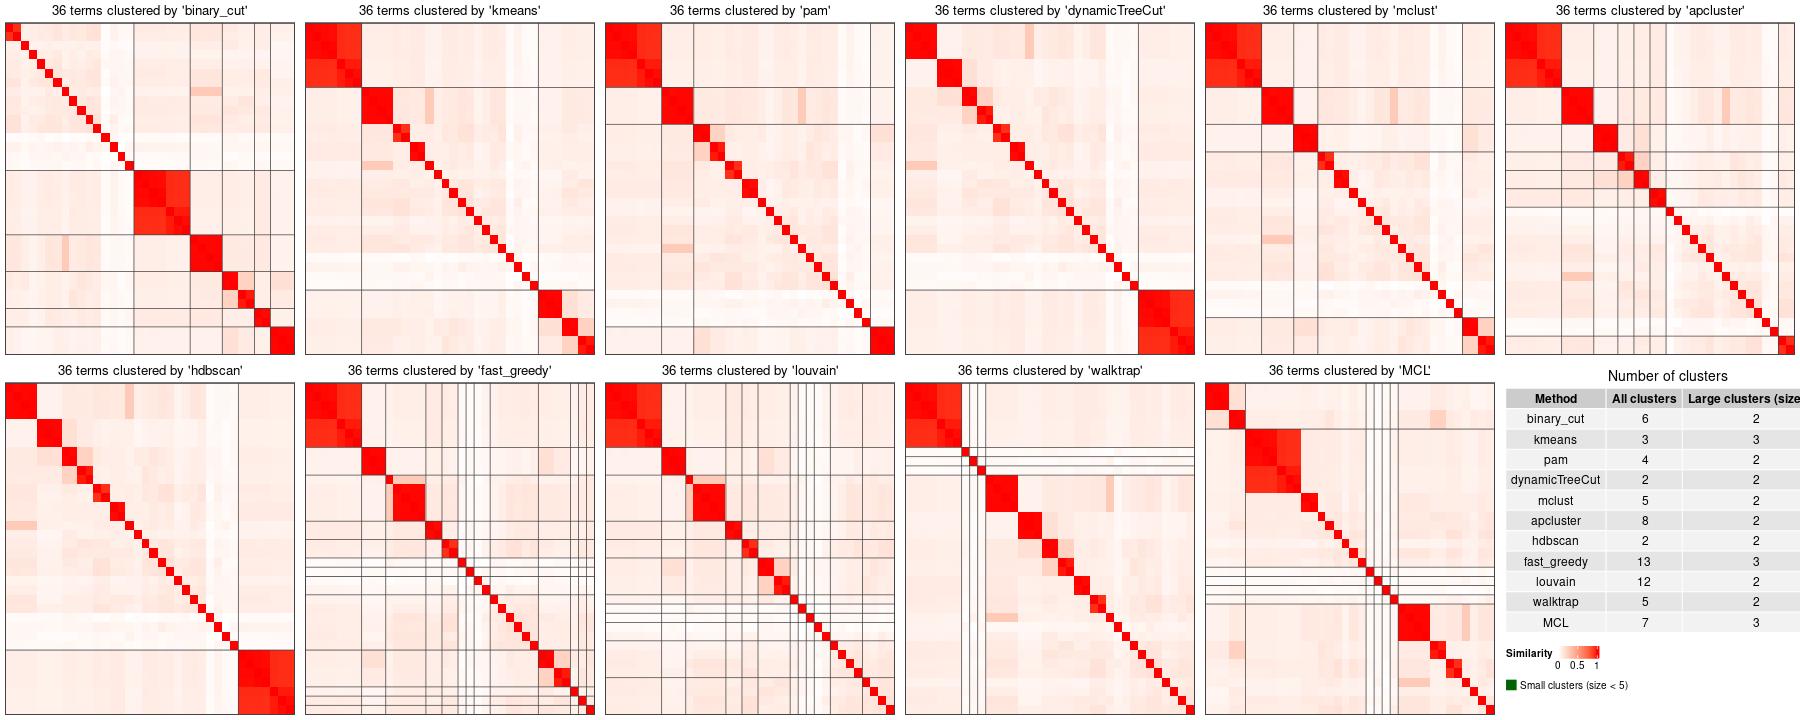 36 terms clustered by 'binary_cut'
36 terms clustered by 'kmeans'
36 terms clustered by 'pam'
36 terms clustered by 'dynamicTreeCut'
36 terms clustered by 'mclust'
36 terms clustered by 'apcluster'
36 terms clustered by 'hdbscan'
36 terms clustered by 'fast_greedy'
36 terms clustered by 'louvain'
36 terms clustered by 'walktrap'
36 terms clustered by 'MCL'
Number of clusters
Method All clusters Large clusters (size
binary_cut 6 2
kmeans 3 3
pam 4 2
dynamicTreeCut 2 2
mclust 5 2
apcluster 8 2
hdbscan 2 2
fast_greedy 13 3
louvain 12 2
walktrap 5 2
MCL 7 3
Similarity
0 0.5 1
Small clusters (size < 5)